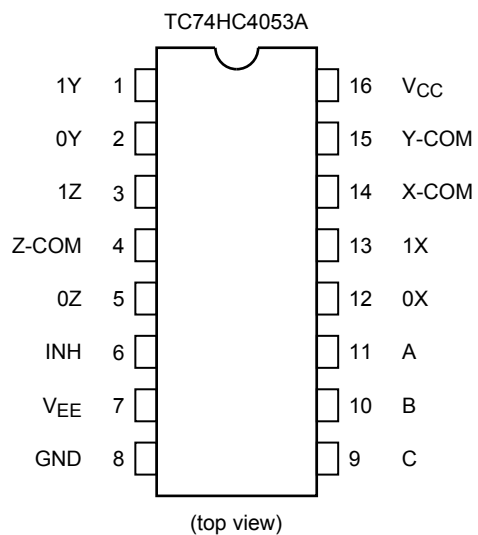 TC74HC4053A
1Y 1 16 VCC
0Y 2 15 Y-COM
1Z 3 14 X-COM
Z-COM 4 13 1X
0Z 5 12 0X
INH 6 11 A
VEE 7 10 B
GND 8 9 C
(top view)